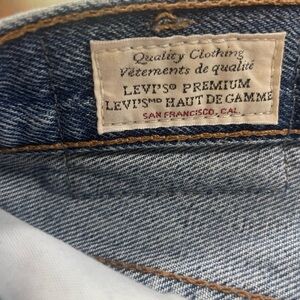 Quality Clothing
Vêtements de qualité
LEVI'S® PREMIUM
LEVI'S MD HAUT DE GAMME
SAN FRANCISCO, CAL.